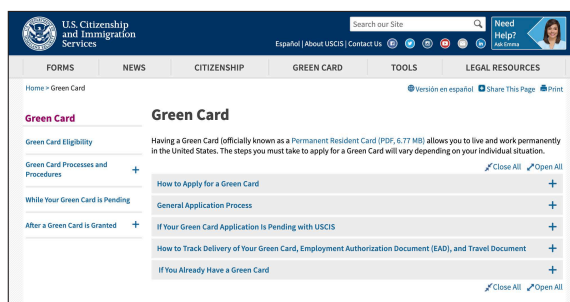 U.S. Citizenship
and Immigration
Services
Search our Site
Need
Help?
Ask Emma
Español | About USCIS | Contact Us
FORMS NEWS CITIZENSHIP GREEN CARD TOOLS LEGAL RESOURCES
Home > Green Card
Versión en español Share This Page Print
Green Card
Green Card Eligibility
Green Card Processes and
Procedures +
While Your Green Card is Pending
After a Green Card is Granted +
Green Card
Having a Green Card (officially known as a Permanent Resident Card (PDF, 6.77 MB) allows you to live and work permanently
in the United States. The steps you must take to apply for a Green Card will vary depending on your individual situation.
Close All Open All
How to Apply for a Green Card +
General Application Process +
If Your Green Card Application Is Pending with USCIS +
How to Track Delivery of Your Green Card, Employment Authorization Document (EAD), and Travel Document +
If You Already Have a Green Card +
Close All Open All